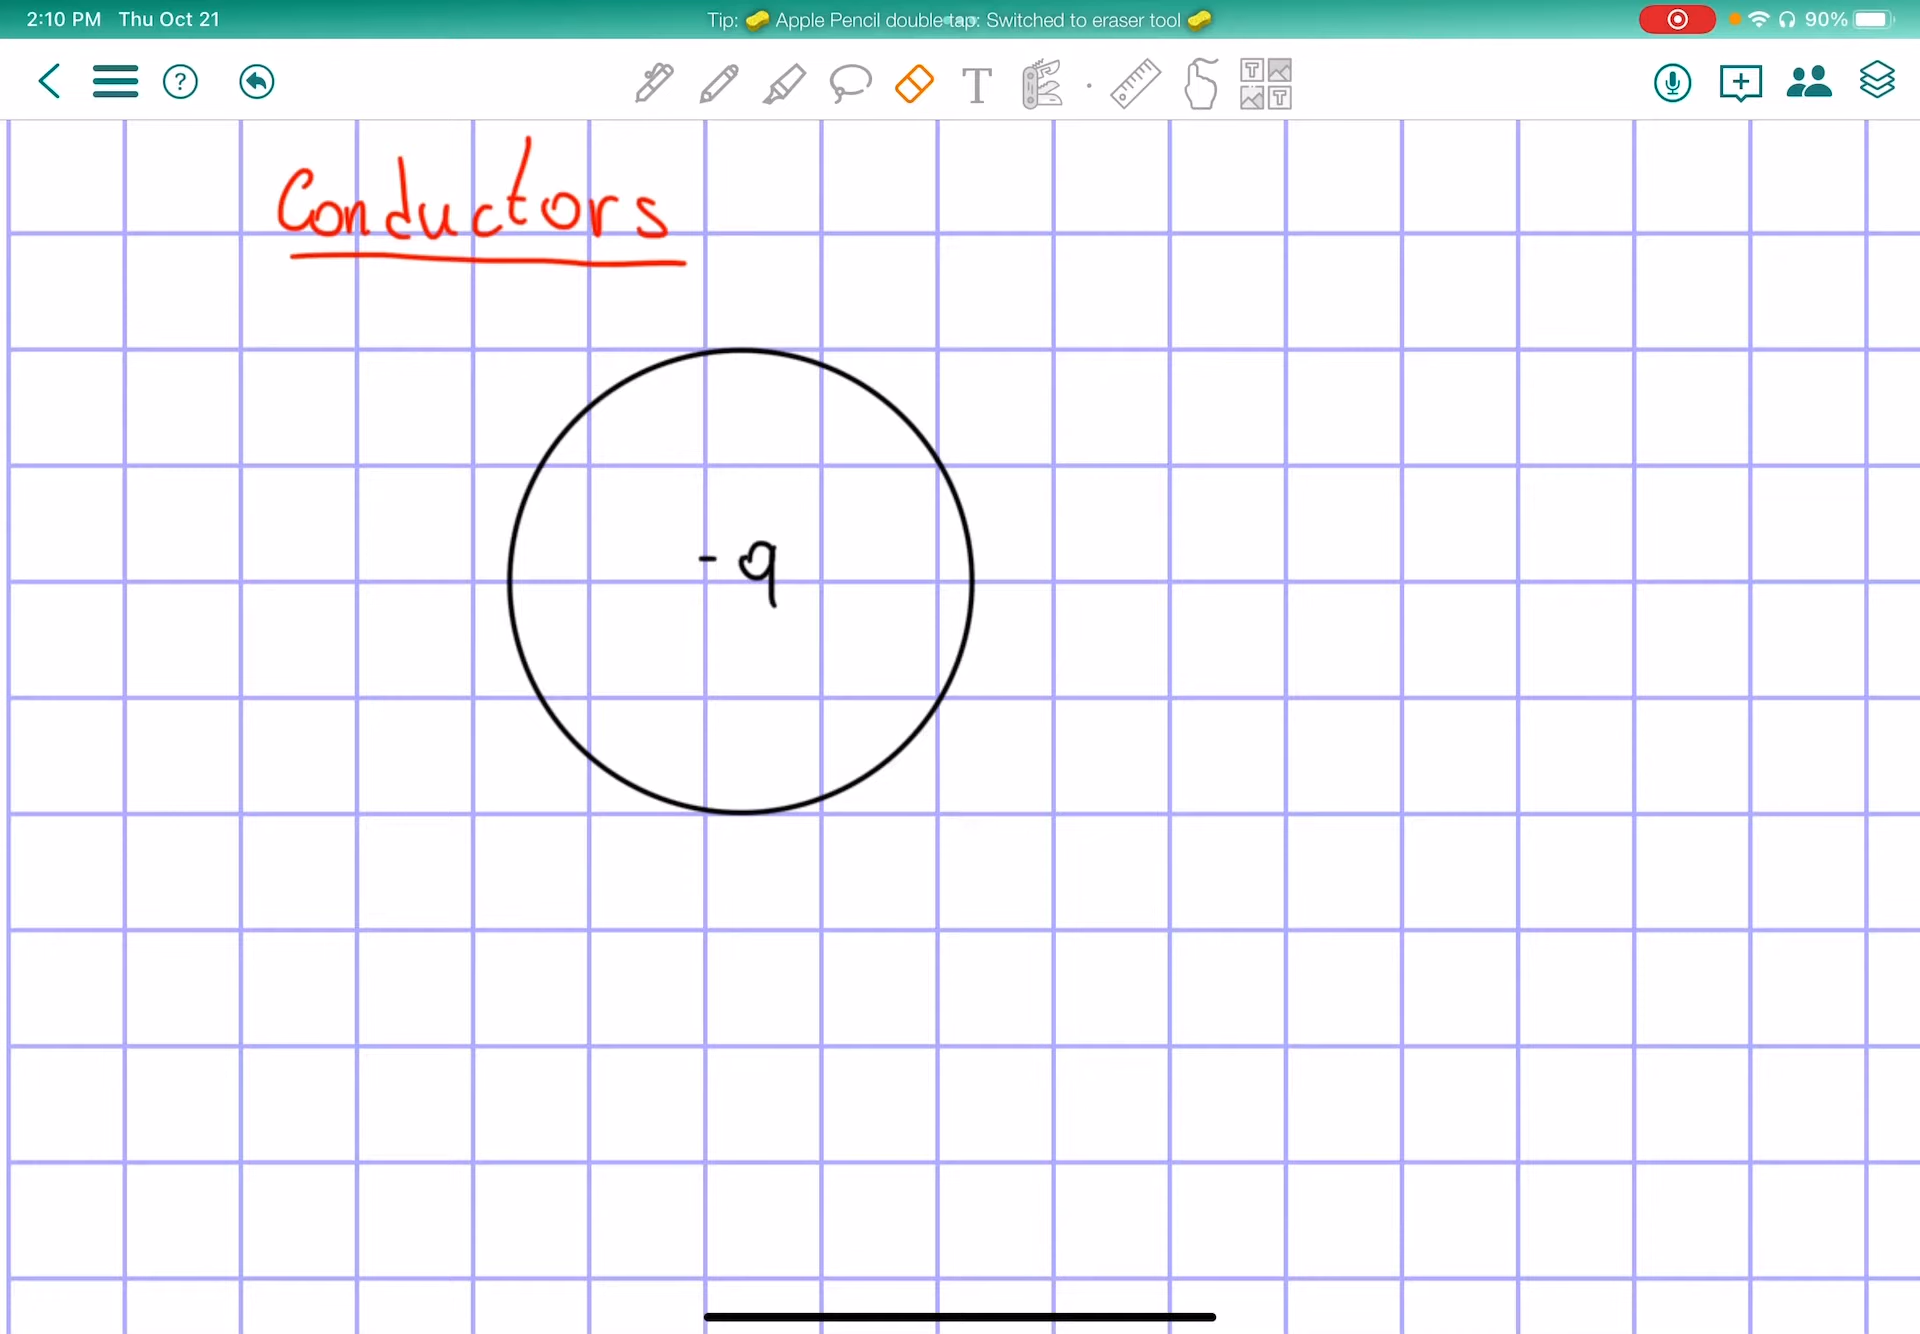 2:10 PM Thu Oct 21
Tip: 🧽 Apple Pencil double tap: Switched to eraser tool 🧽
90%
?
T
T
T
Conductors
- q